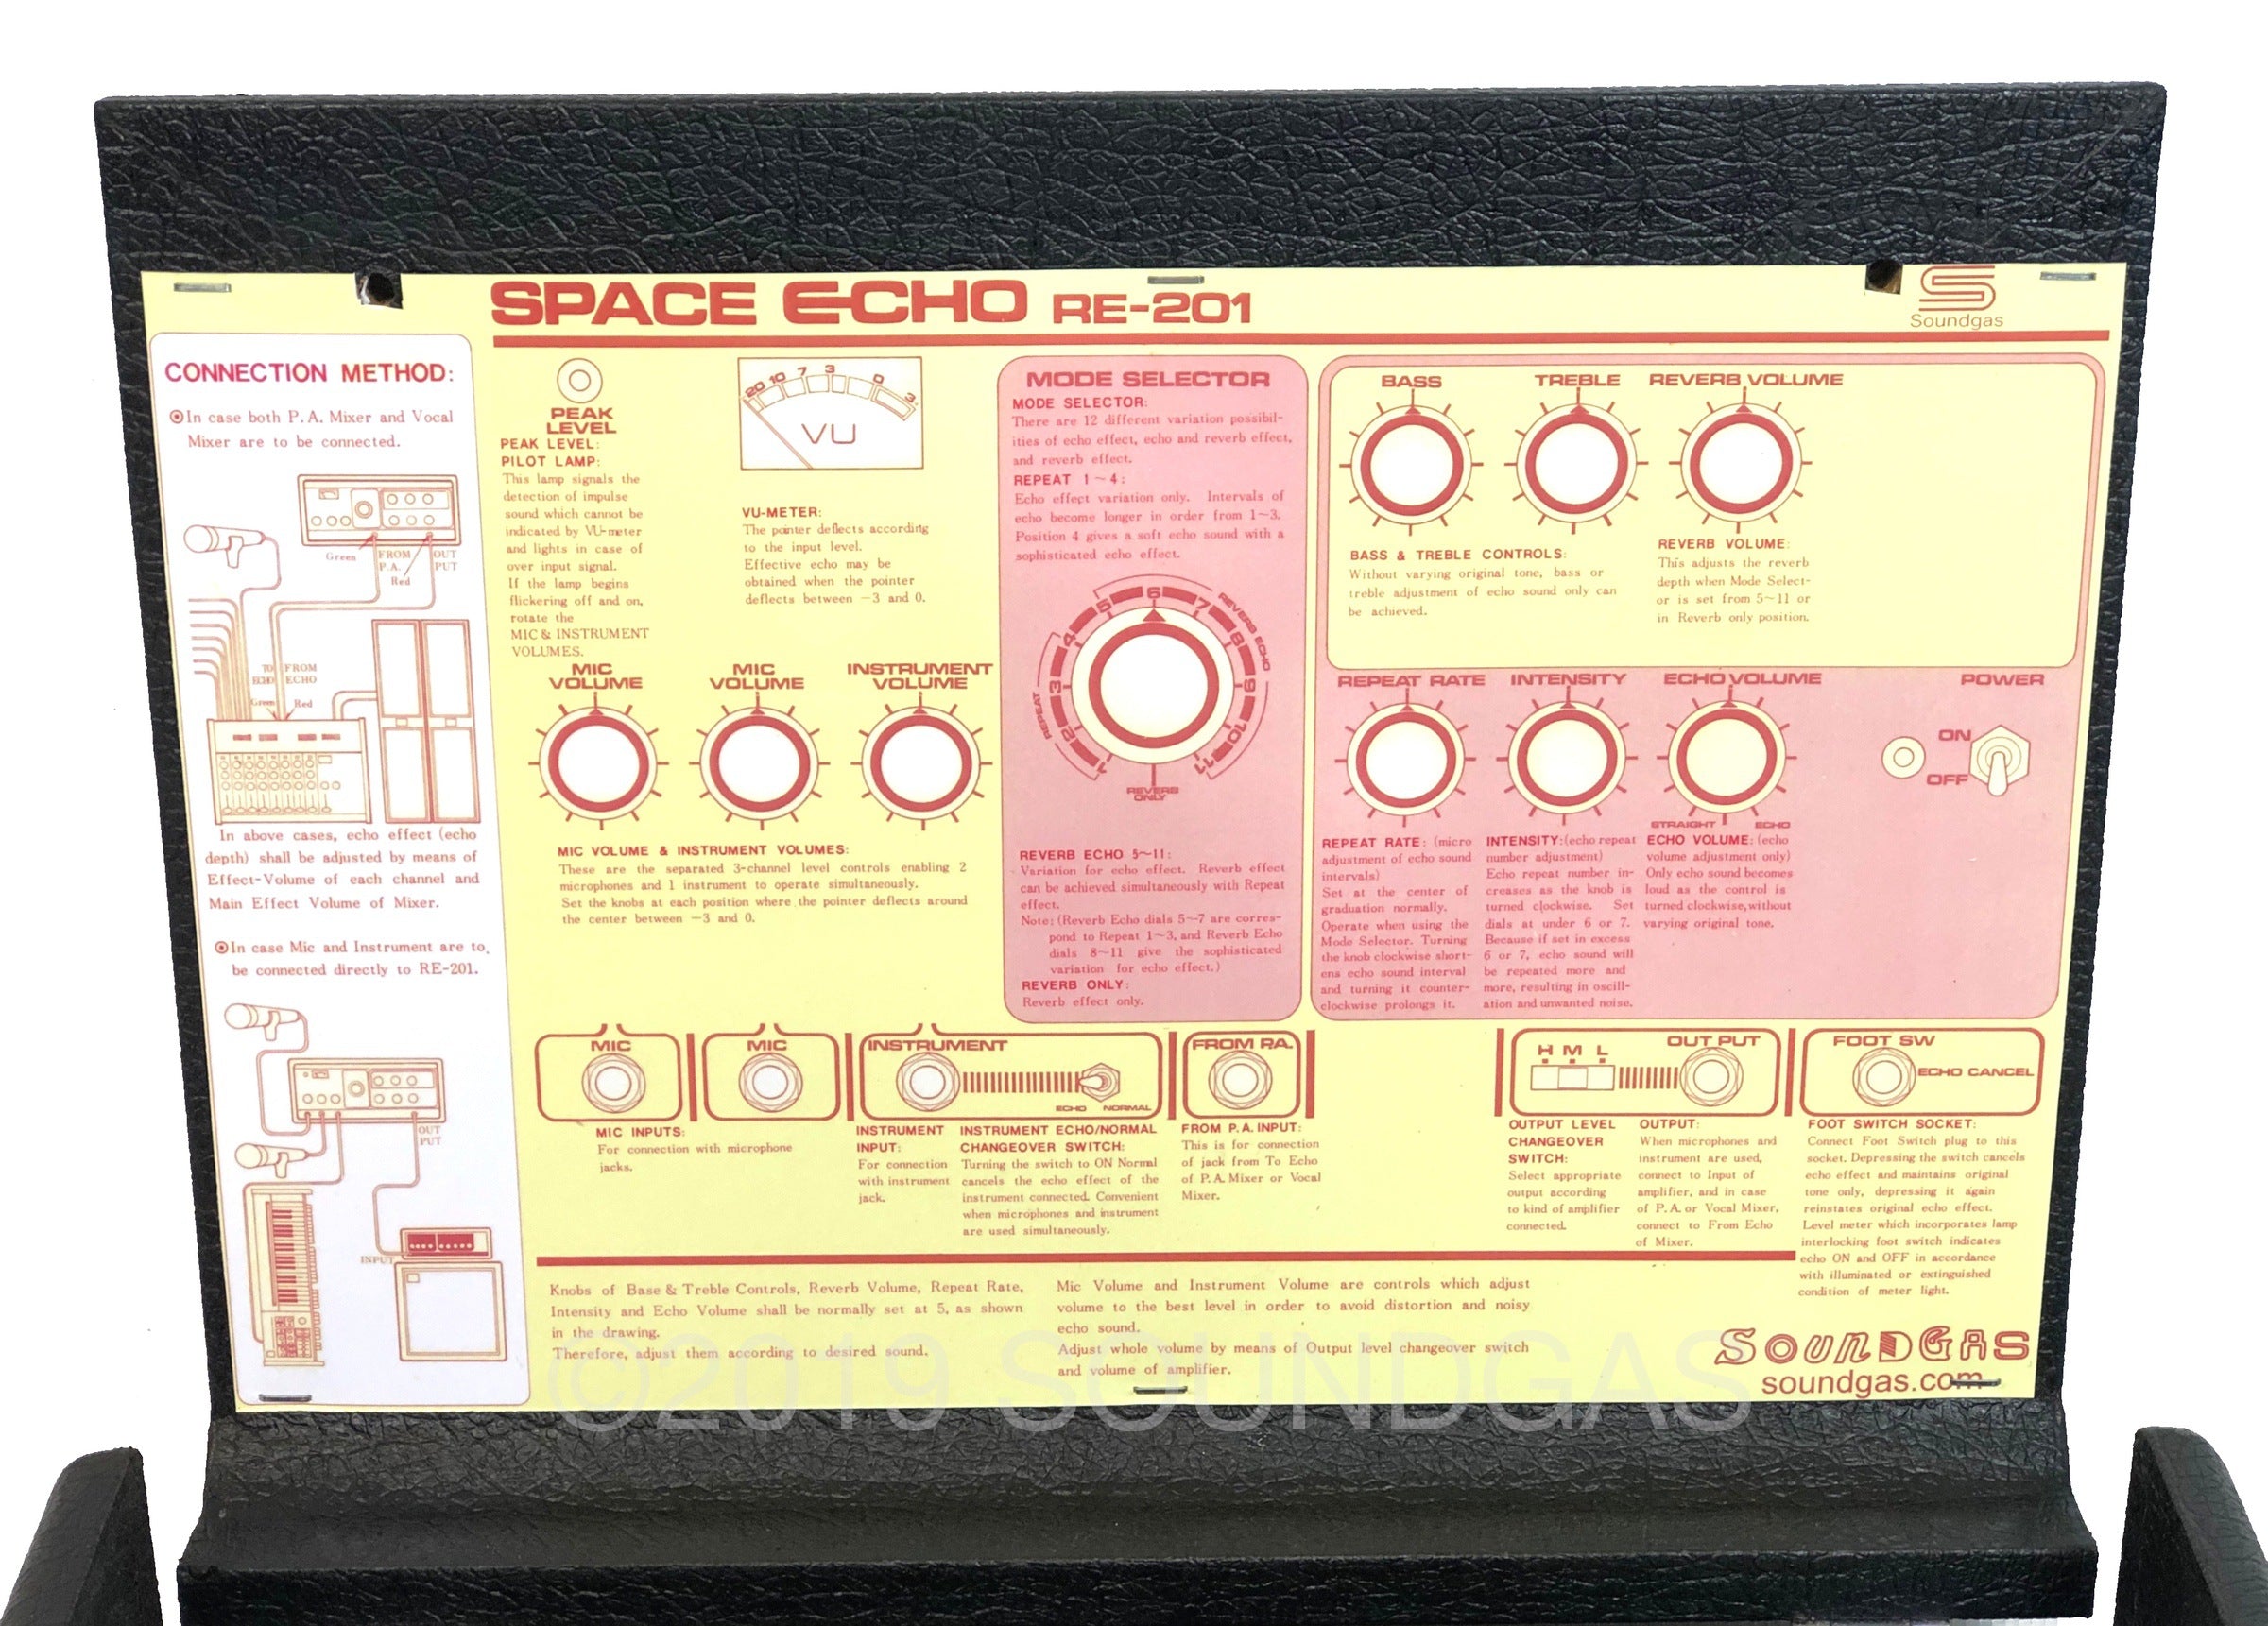 SPACE ECHO RE-201
Soundgas
CONNECTION METHOD:
In case both P.A. Mixer and Vocal
Mixer are to be connected.
Green
FROM
P.A.
Red
OUT
PUT
TO
ECHO
FROM
ECHO
Green
Red
In above cases, echo effect (echo
depth) shall be adjusted by means of
Effect-Volume of each channel and
Main Effect Volume of Mixer.
In case Mic and Instrument are to
be connected directly to RE-201.
OUT
PUT
INPUT
PEAK
LEVEL
PEAK LEVEL:
PILOT LAMP:
This lamp signals the
detection of impulse
sound which cannot be
indicated by VU-meter
and lights in case of
over input signal.
If the lamp begins
flickering off and on,
rotate the
MIC & INSTRUMENT
VOLUMES.
20 10 7 3 0 3
VU
VU-METER:
The pointer deflects according
to the input level.
Effective echo may be
obtained when the pointer
deflects between −3 and 0.
MIC
VOLUME
MIC
VOLUME
INSTRUMENT
VOLUME
MIC VOLUME & INSTRUMENT VOLUMES:
These are the separated 3-channel level controls enabling 2
microphones and 1 instrument to operate simultaneously.
Set the knobs at each position where the pointer deflects around
the center between −3 and 0.
MODE SELECTOR
MODE SELECTOR:
There are 12 different variation possibil-
ities of echo effect, echo and reverb effect,
and reverb effect.
REPEAT 1~4:
Echo effect variation only. Intervals of
echo become longer in order from 1~3.
Position 4 gives a soft echo sound with a
sophisticated echo effect.
1 2 3 4 5 6 7 8 9 10 11
REPEAT
REVERB ECHO
REVERB
ONLY
REVERB ECHO 5~11:
Variation for echo effect. Reverb effect
can be achieved simultaneously with Repeat
effect.
Note: (Reverb Echo dials 5~7 are corres-
pond to Repeat 1~3, and Reverb Echo
dials 8~11 give the sophisticated
variation for echo effect.)
REVERB ONLY:
Reverb effect only.
BASS
TREBLE
REVERB VOLUME
BASS & TREBLE CONTROLS:
Without varying original tone, bass or
treble adjustment of echo sound only can
be achieved.
REVERB VOLUME:
This adjusts the reverb
depth when Mode Select-
or is set from 5~11 or
in Reverb only position.
REPEAT RATE
INTENSITY
ECHO VOLUME
POWER
ON
OFF
STRAIGHT
ECHO
REPEAT RATE: (micro
adjustment of echo sound
intervals)
Set at the center of
graduation normally.
Operate when using the
Mode Selector. Turning
the knob clockwise short-
ens echo sound interval
and turning it counter-
clockwise prolongs it.
INTENSITY:(echo repeat
number adjustment)
Echo repeat number in-
creases as the knob is
turned clockwise. Set
dials at under 6 or 7.
Because if set in excess
6 or 7, echo sound will
be repeated more and
more, resulting in oscill-
ation and unwanted noise.
ECHO VOLUME: (echo
volume adjustment only)
Only echo sound becomes
loud as the control is
turned clockwise, without
varying original tone.
MIC
MIC
INSTRUMENT
ECHO
NORMAL
FROM P.A.
H M L
OUT PUT
FOOT SW
ECHO CANCEL
MIC INPUTS:
For connection with microphone
jacks.
INSTRUMENT
INPUT:
For connection
with instrument
jack.
INSTRUMENT ECHO/NORMAL
CHANGEOVER SWITCH:
Turning the switch to ON Normal
cancels the echo effect of the
instrument connected. Convenient
when microphones and instrument
are used simultaneously.
FROM P.A. INPUT:
This is for connection
of jack from To Echo
of P.A. Mixer or Vocal
Mixer.
OUTPUT LEVEL
CHANGEOVER
SWITCH:
Select appropriate
output according
to kind of amplifier
connected.
OUTPUT:
When microphones and
instrument are used,
connect to Input of
amplifier, and in case
of P.A. or Vocal Mixer,
connect to From Echo
of Mixer.
FOOT SWITCH SOCKET:
Connect Foot Switch plug to this
socket. Depressing the switch cancels
echo effect and maintains original
tone only, depressing it again
reinstates original echo effect.
Level meter which incorporates lamp
interlocking foot switch indicates
echo ON and OFF in accordance
with illuminated or extinguished
condition of meter light.
Knobs of Base & Treble Controls, Reverb Volume, Repeat Rate,
Intensity and Echo Volume shall be normally set at 5, as shown
in the drawing.
Therefore, adjust them according to desired sound.
Mic Volume and Instrument Volume are controls which adjust
volume to the best level in order to avoid distortion and noisy
echo sound.
Adjust whole volume by means of Output level changeover switch
and volume of amplifier.
SOUNDGAS
soundgas.com
©2019 SOUNDGAS